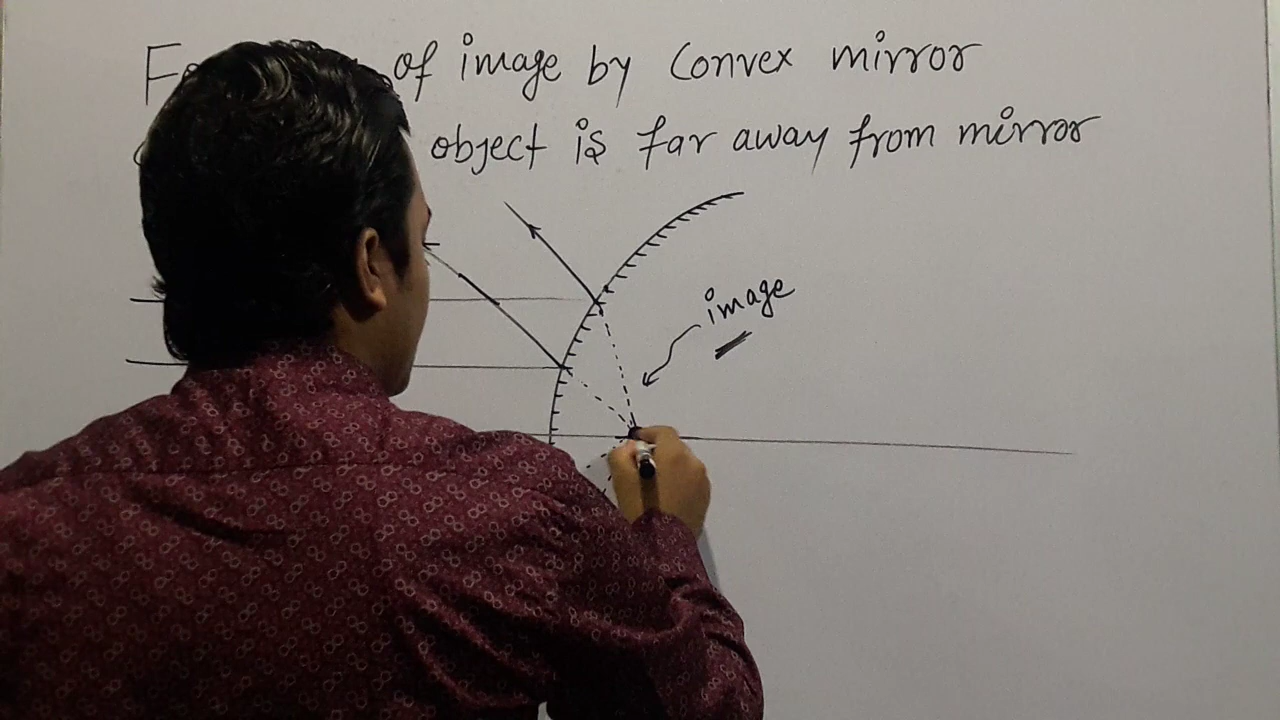 of image by Convex mirror
object is far away from mirror
image